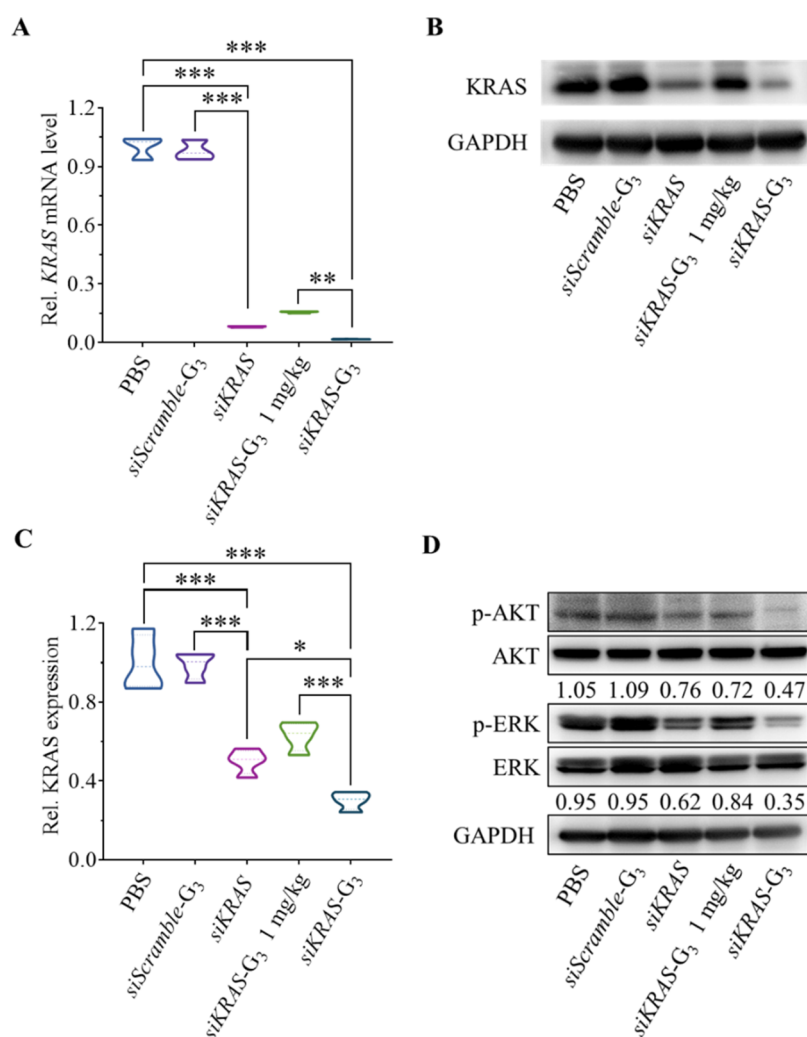 A
***
***
***
**
Rel. KRAS mRNA level
1.2
0.9
0.6
0.3
0.0
PBS
siScramble-G₃
siKRAS
siKRAS-G₃ 1 mg/kg
siKRAS-G₃
B
KRAS
GAPDH
PBS
siScramble-G₃
siKRAS
siKRAS-G₃ 1 mg/kg
siKRAS-G₃
C
***
***
***
*
***
Rel. KRAS expression
1.2
0.8
0.4
0.0
PBS
siScramble-G₃
siKRAS
siKRAS-G₃ 1 mg/kg
siKRAS-G₃
D
p-AKT
AKT
1.05 1.09 0.76 0.72 0.47
p-ERK
ERK
0.95 0.95 0.62 0.84 0.35
GAPDH
PBS
siScramble-G₃
siKRAS
siKRAS-G₃ 1 mg/kg
siKRAS-G₃